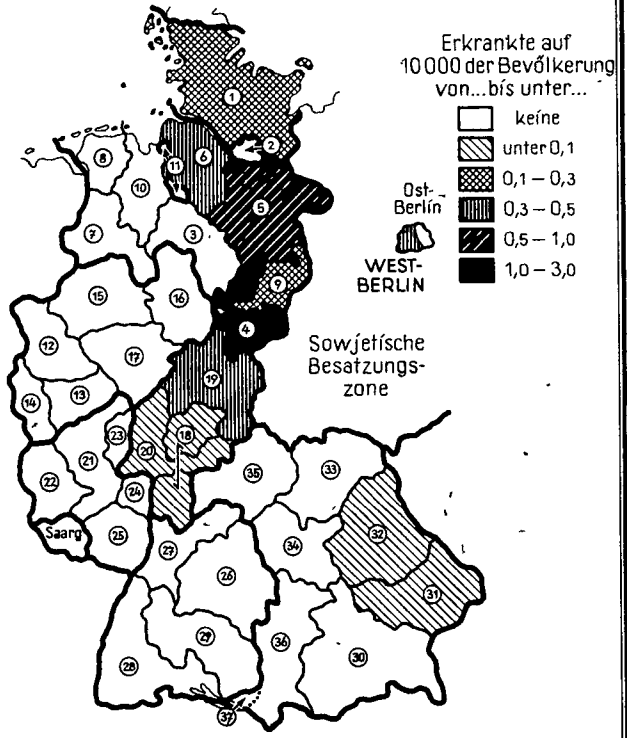 Erkrankte auf
10 000 der Bevölkerung
von...bis unter...
keine
unter 0,1
0,1 – 0,3
0,3 – 0,5
0,5 – 1,0
1,0 – 3,0
Ost-
Berlin
WEST-
BERLIN
Sowjetische
Besatzungs-
zone
Saarg
1
2
6
11
8
10
5
7
3
9
15
16
4
12
17
19
14
13
18
23
20
21
35
33
22
24
32
25
27
34
26
31
29
36
30
28
37